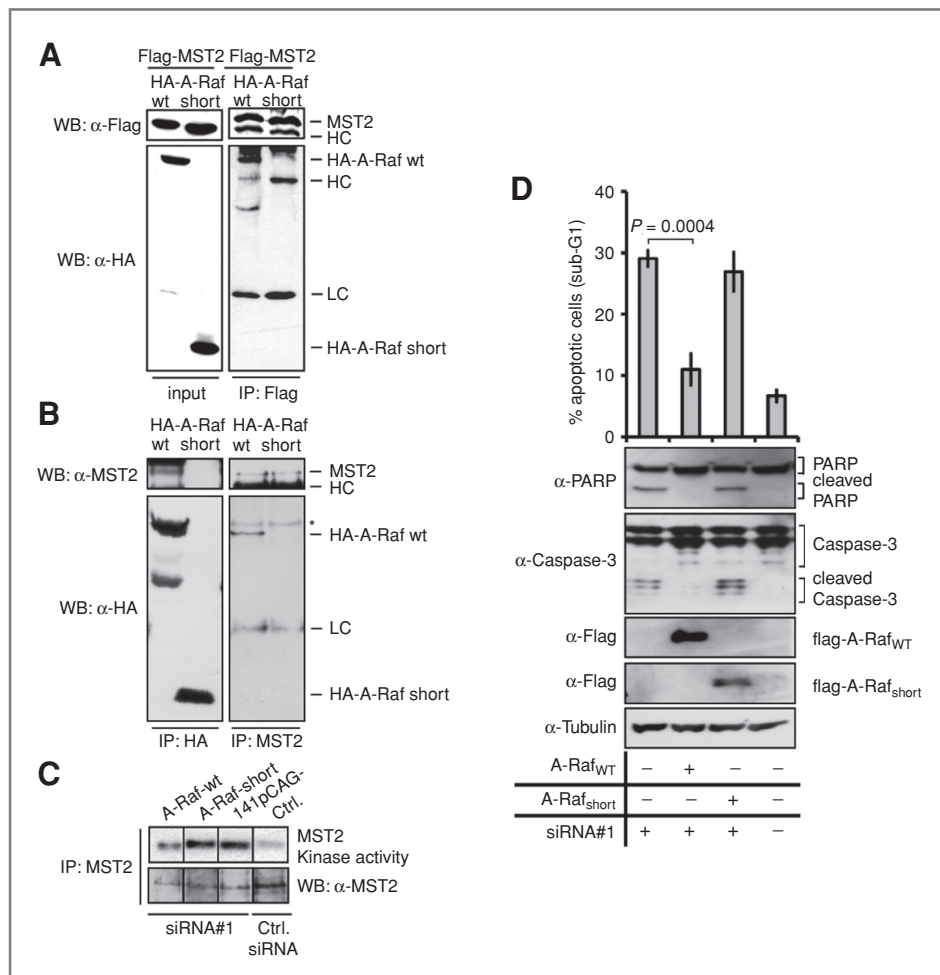 A
Flag-MST2 Flag-MST2
HA-A-Raf HA-A-Raf
wt short wt short
WB: α-Flag
MST2
HC
HA-A-Raf wt
HC
WB: α-HA
LC
HA-A-Raf short
input IP: Flag
B
HA-A-Raf HA-A-Raf
wt short wt short
WB: α-MST2
MST2
HC
*
HA-A-Raf wt
WB: α-HA
LC
HA-A-Raf short
IP: HA IP: MST2
C
A-Raf-wt
A-Raf-short
141pCAG-
Ctrl.
IP: MST2
MST2
Kinase activity
WB: α-MST2
siRNA#1 Ctrl.
siRNA
D
% apoptotic cells (sub-G1)
40
30
20
10
0
P = 0.0004
α-PARP
PARP
cleaved
PARP
α-Caspase-3
Caspase-3
cleaved
Caspase-3
α-Flag flag-A-RafWT
α-Flag flag-A-Rafshort
α-Tubulin
A-RafWT – + – –
A-Rafshort – – + –
siRNA#1 + + + –